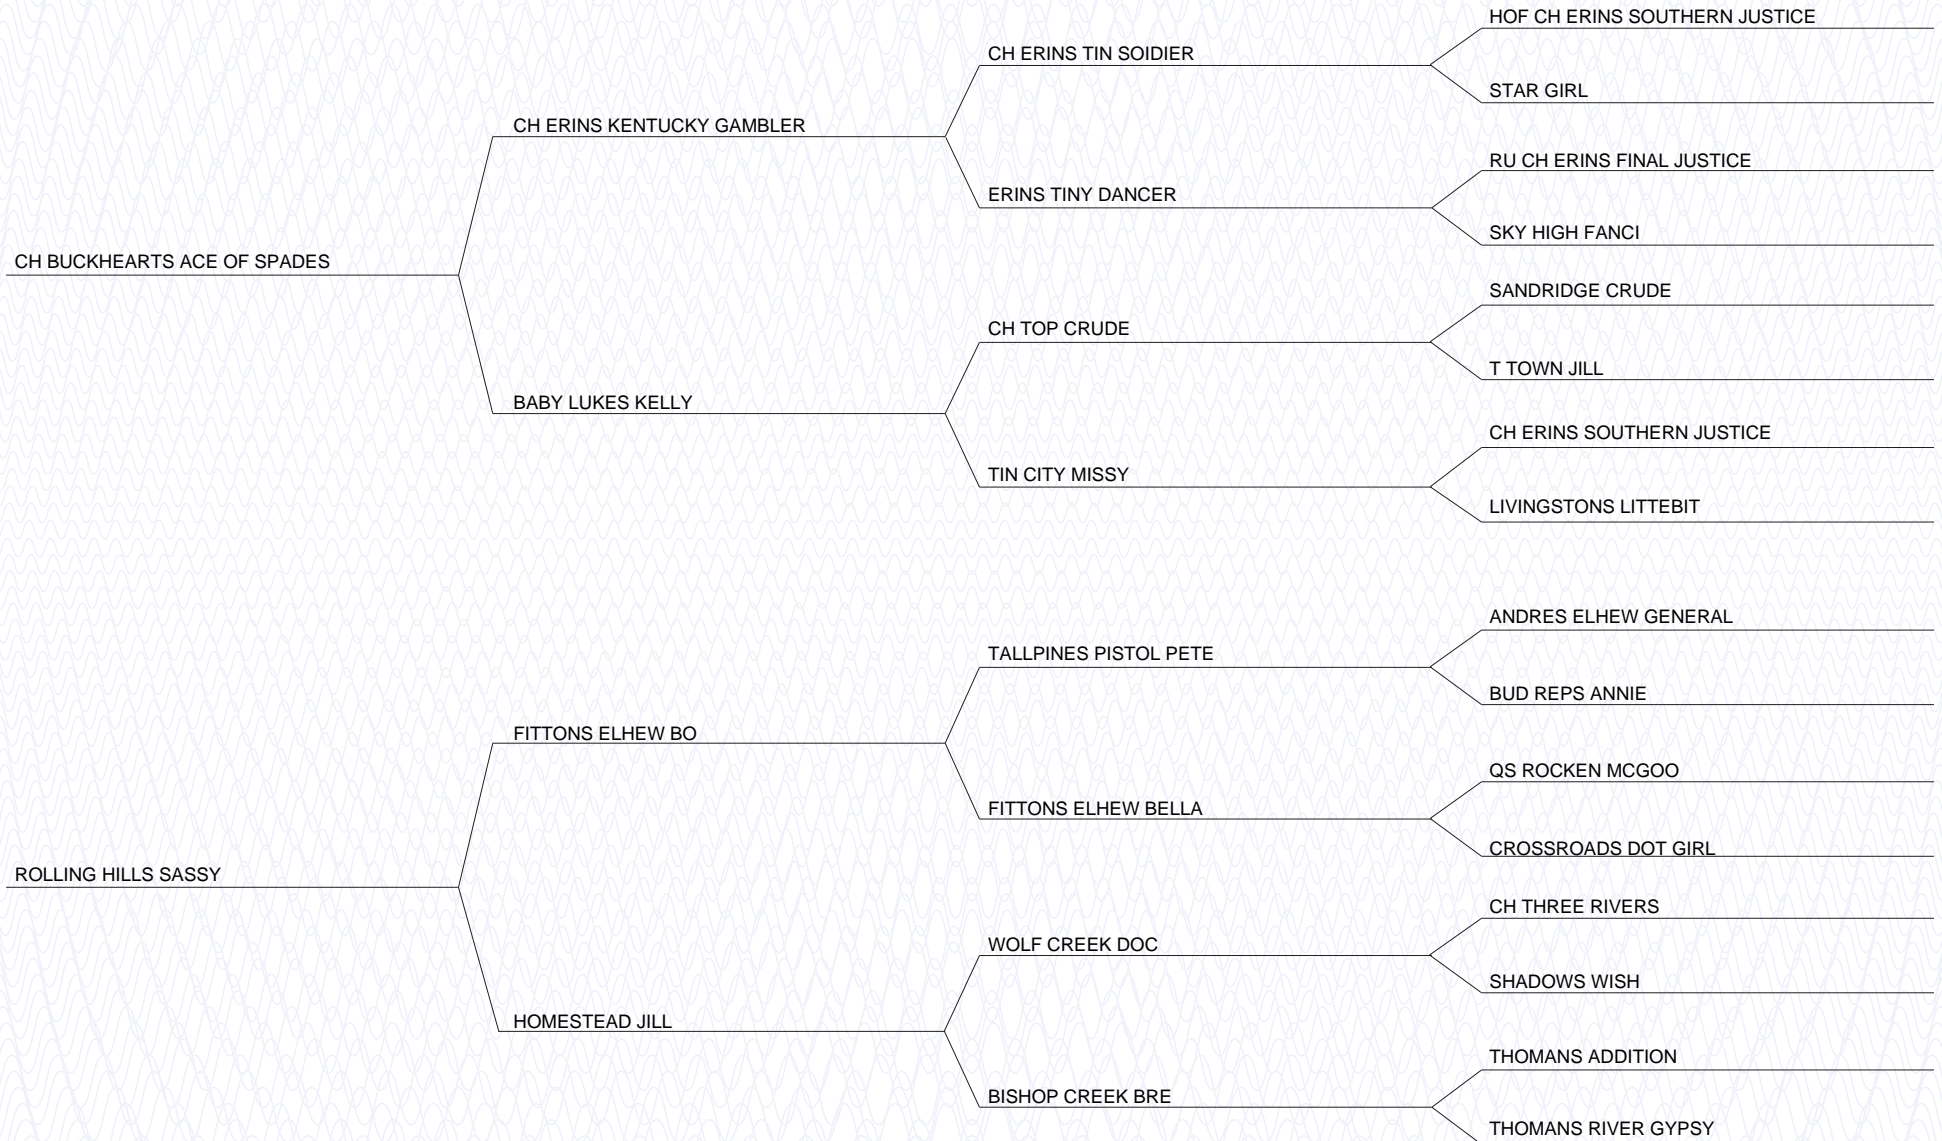 HOF CH ERINS SOUTHERN JUSTICE
CH ERINS TIN SOIDIER
STAR GIRL
CH ERINS KENTUCKY GAMBLER
RU CH ERINS FINAL JUSTICE
ERINS TINY DANCER
SKY HIGH FANCI
CH BUCKHEARTS ACE OF SPADES
SANDRIDGE CRUDE
CH TOP CRUDE
T TOWN JILL
BABY LUKES KELLY
CH ERINS SOUTHERN JUSTICE
TIN CITY MISSY
LIVINGSTONS LITTEBIT
ANDRES ELHEW GENERAL
TALLPINES PISTOL PETE
BUD REPS ANNIE
FITTONS ELHEW BO
QS ROCKEN MCGOO
FITTONS ELHEW BELLA
CROSSROADS DOT GIRL
ROLLING HILLS SASSY
CH THREE RIVERS
WOLF CREEK DOC
SHADOWS WISH
HOMESTEAD JILL
THOMANS ADDITION
BISHOP CREEK BRE
THOMANS RIVER GYPSY